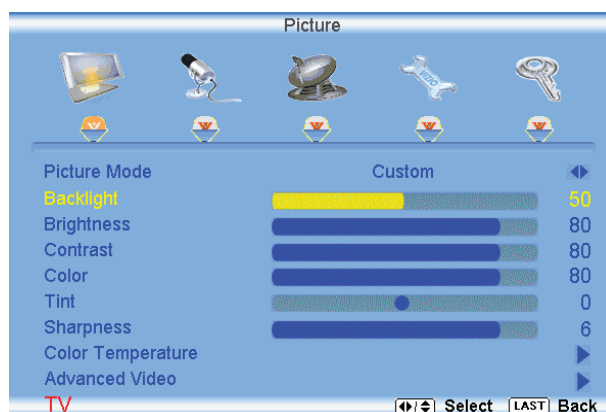 Picture
VIZIO
Picture Mode Custom
Backlight 50
Brightness 80
Contrast 80
Color 80
Tint 0
Sharpness 6
Color Temperature
Advanced Video
TV Select LAST Back